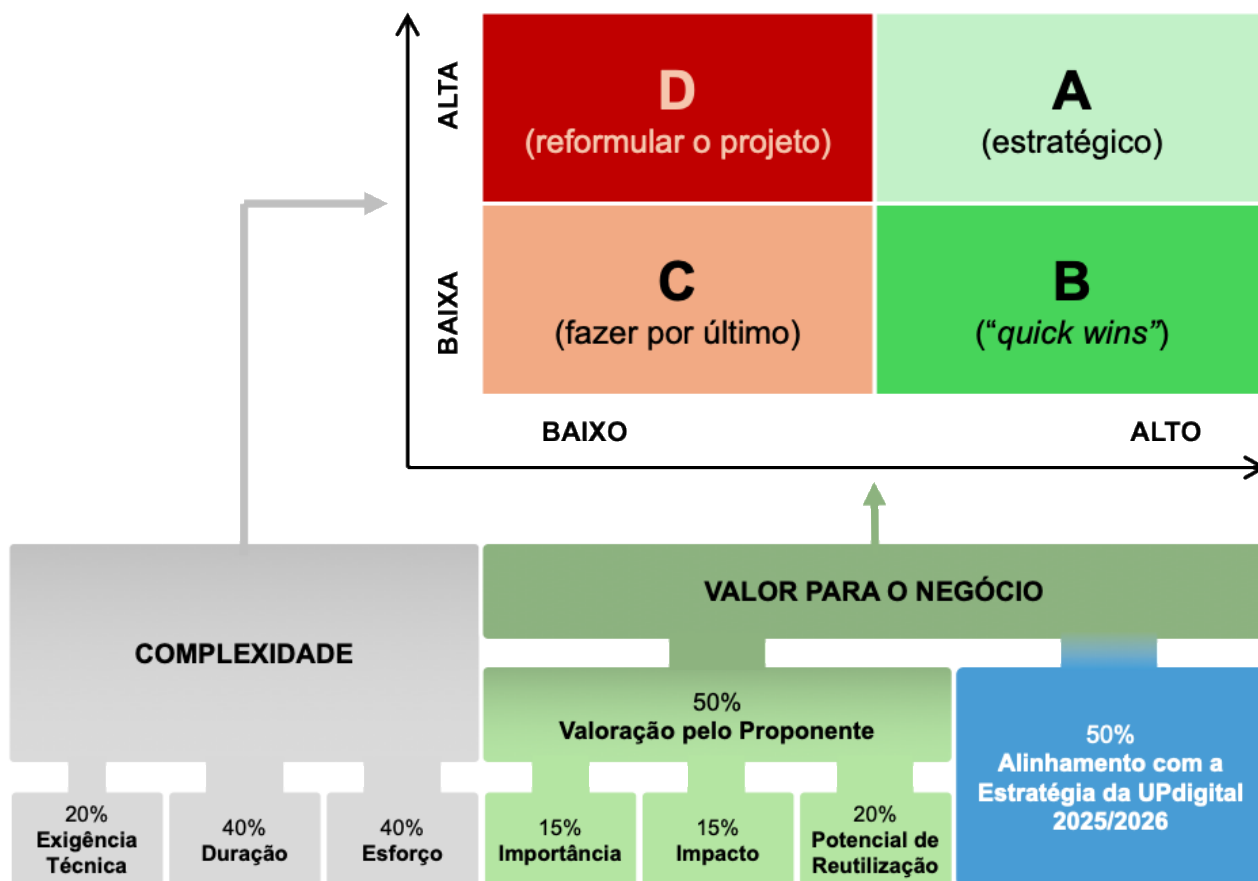 ALTA
D
(reformular o projeto)
A
(estratégico)
BAIXA
C
(fazer por último)
B
(“quick wins”)
BAIXO
ALTO
COMPLEXIDADE
20%
Exigência
Técnica
40%
Duração
40%
Esforço
VALOR PARA O NEGÓCIO
50%
Valoração pelo Proponente
15%
Importância
15%
Impacto
20%
Potencial de
Reutilização
50%
Alinhamento com a
Estratégia da UPdigital
2025/2026